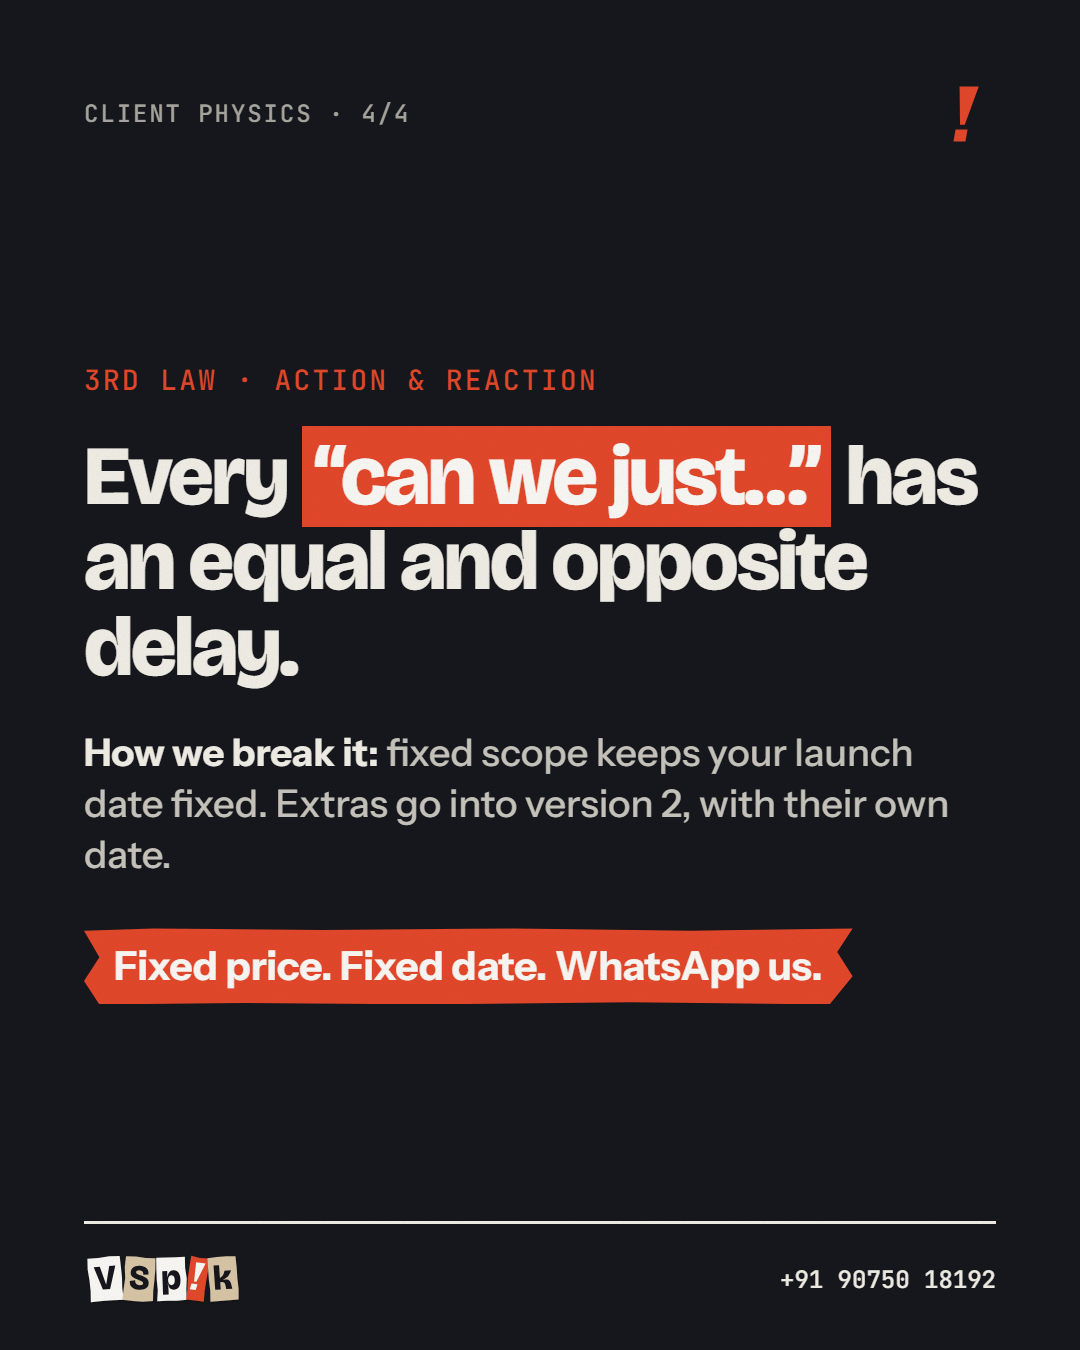 CLIENT PHYSICS · 4/4
!
3RD LAW · ACTION & REACTION
Every “can we just...” has
an equal and opposite
delay.
How we break it: fixed scope keeps your launch
date fixed. Extras go into version 2, with their own
date.
Fixed price. Fixed date. WhatsApp us.
VSp!k
+91 90750 18192